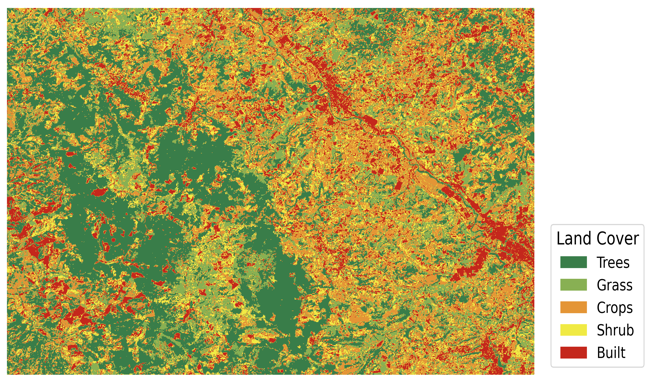 Land Cover
Trees
Grass
Crops
Shrub
Built